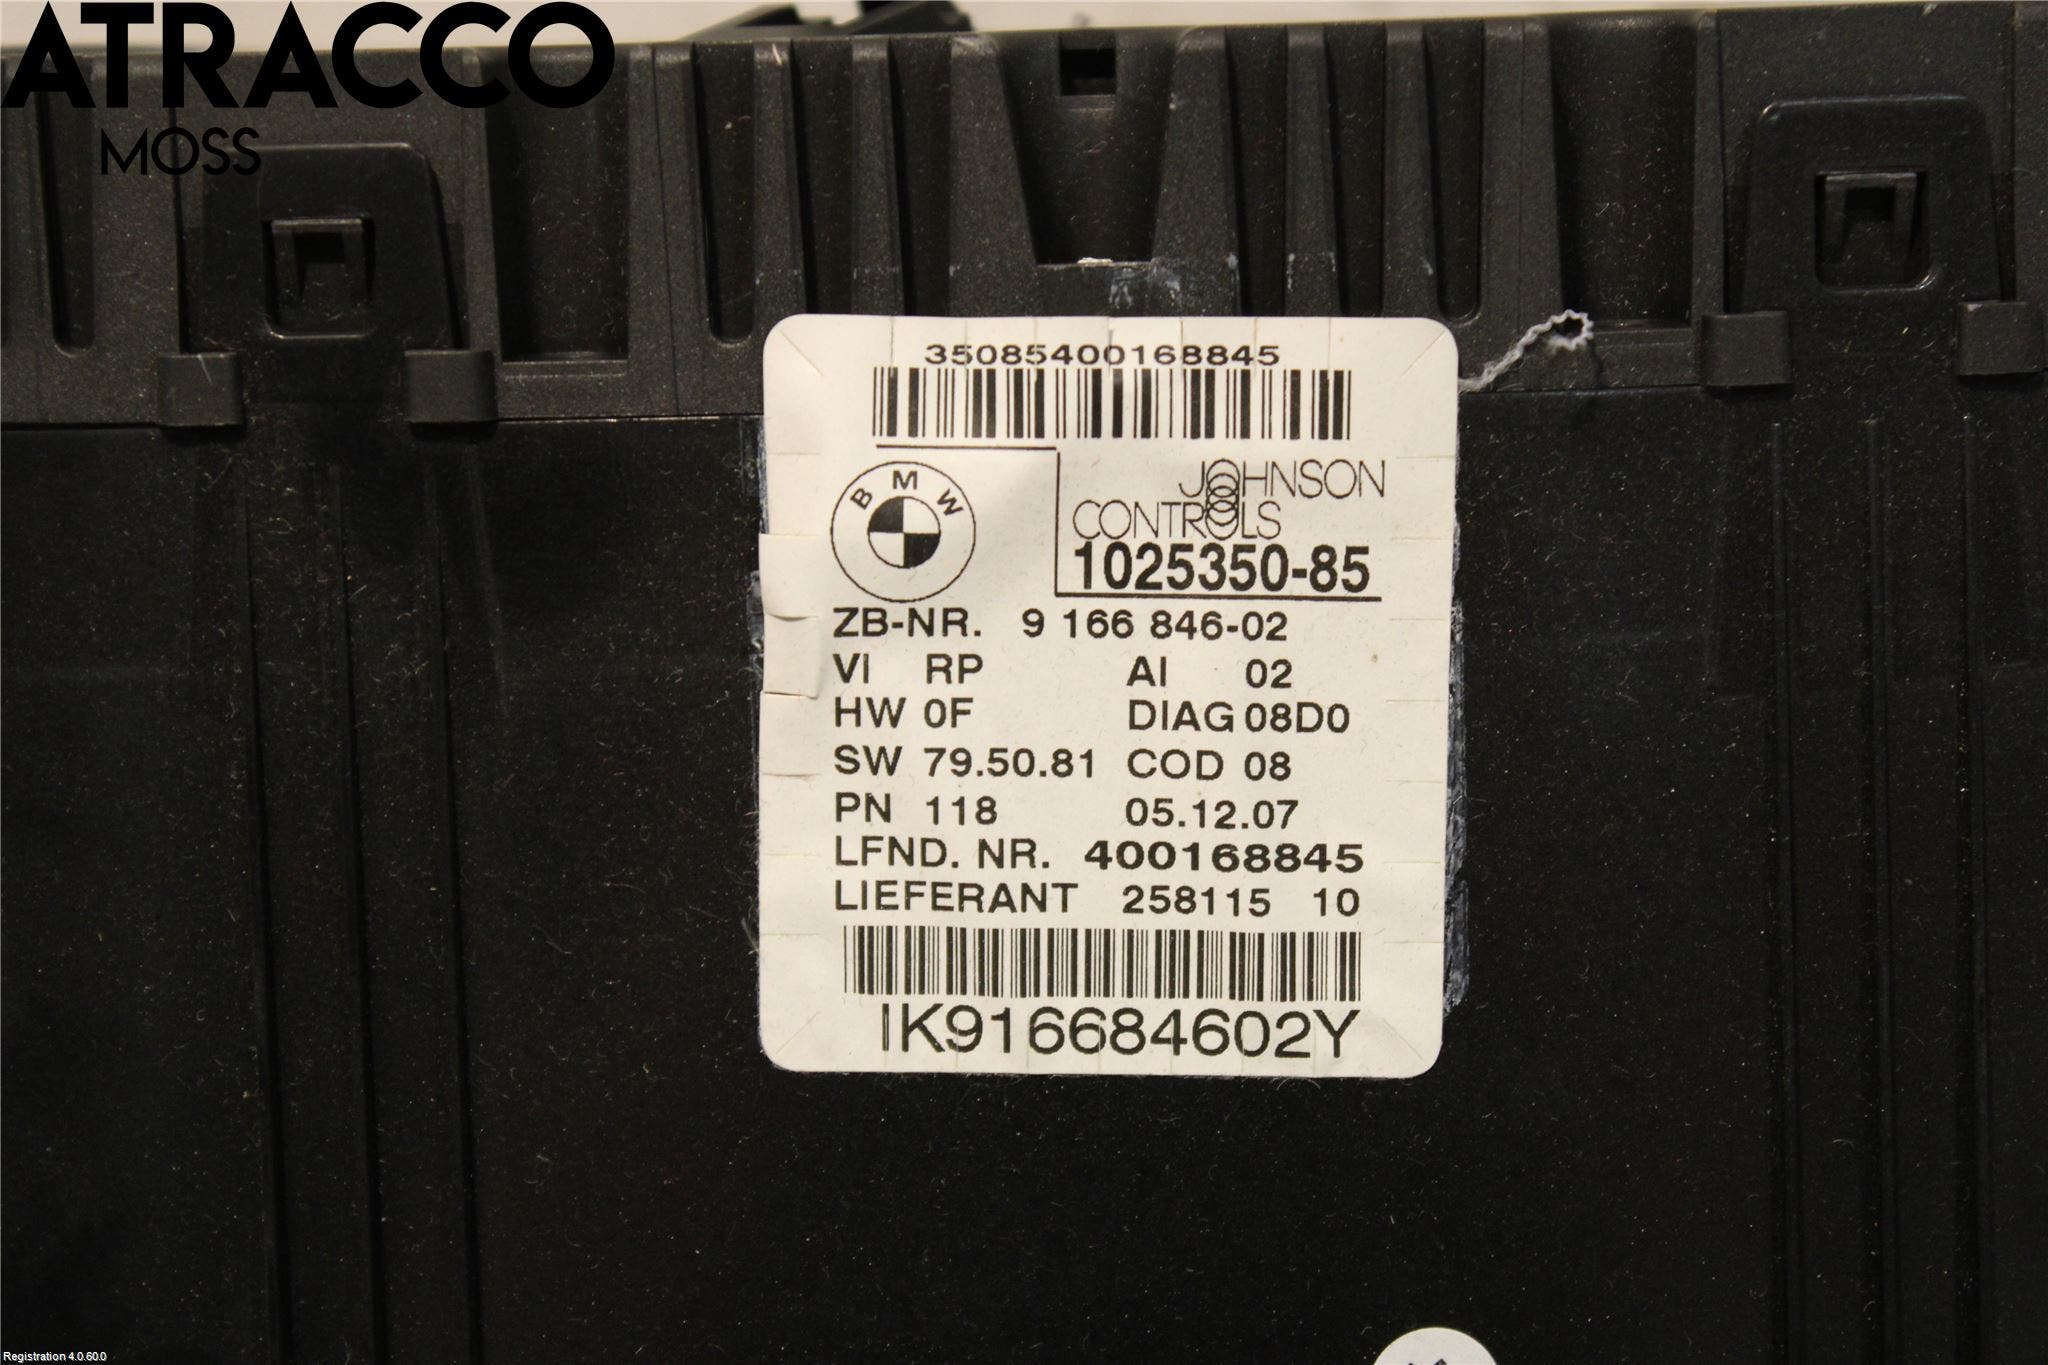 ATRACCO
MOSS
35085400168845
BMW
JOHNSON
CONTROLS
1025350-85
ZB-NR. 9 166 846-02
VI RP AI 02
HW 0F DIAG 08D0
SW 79.50.81 COD 08
PN 118 05.12.07
LFND. NR. 400168845
LIEFERANT 258115 10
IK916684602Y
Registration 4.0.60.0